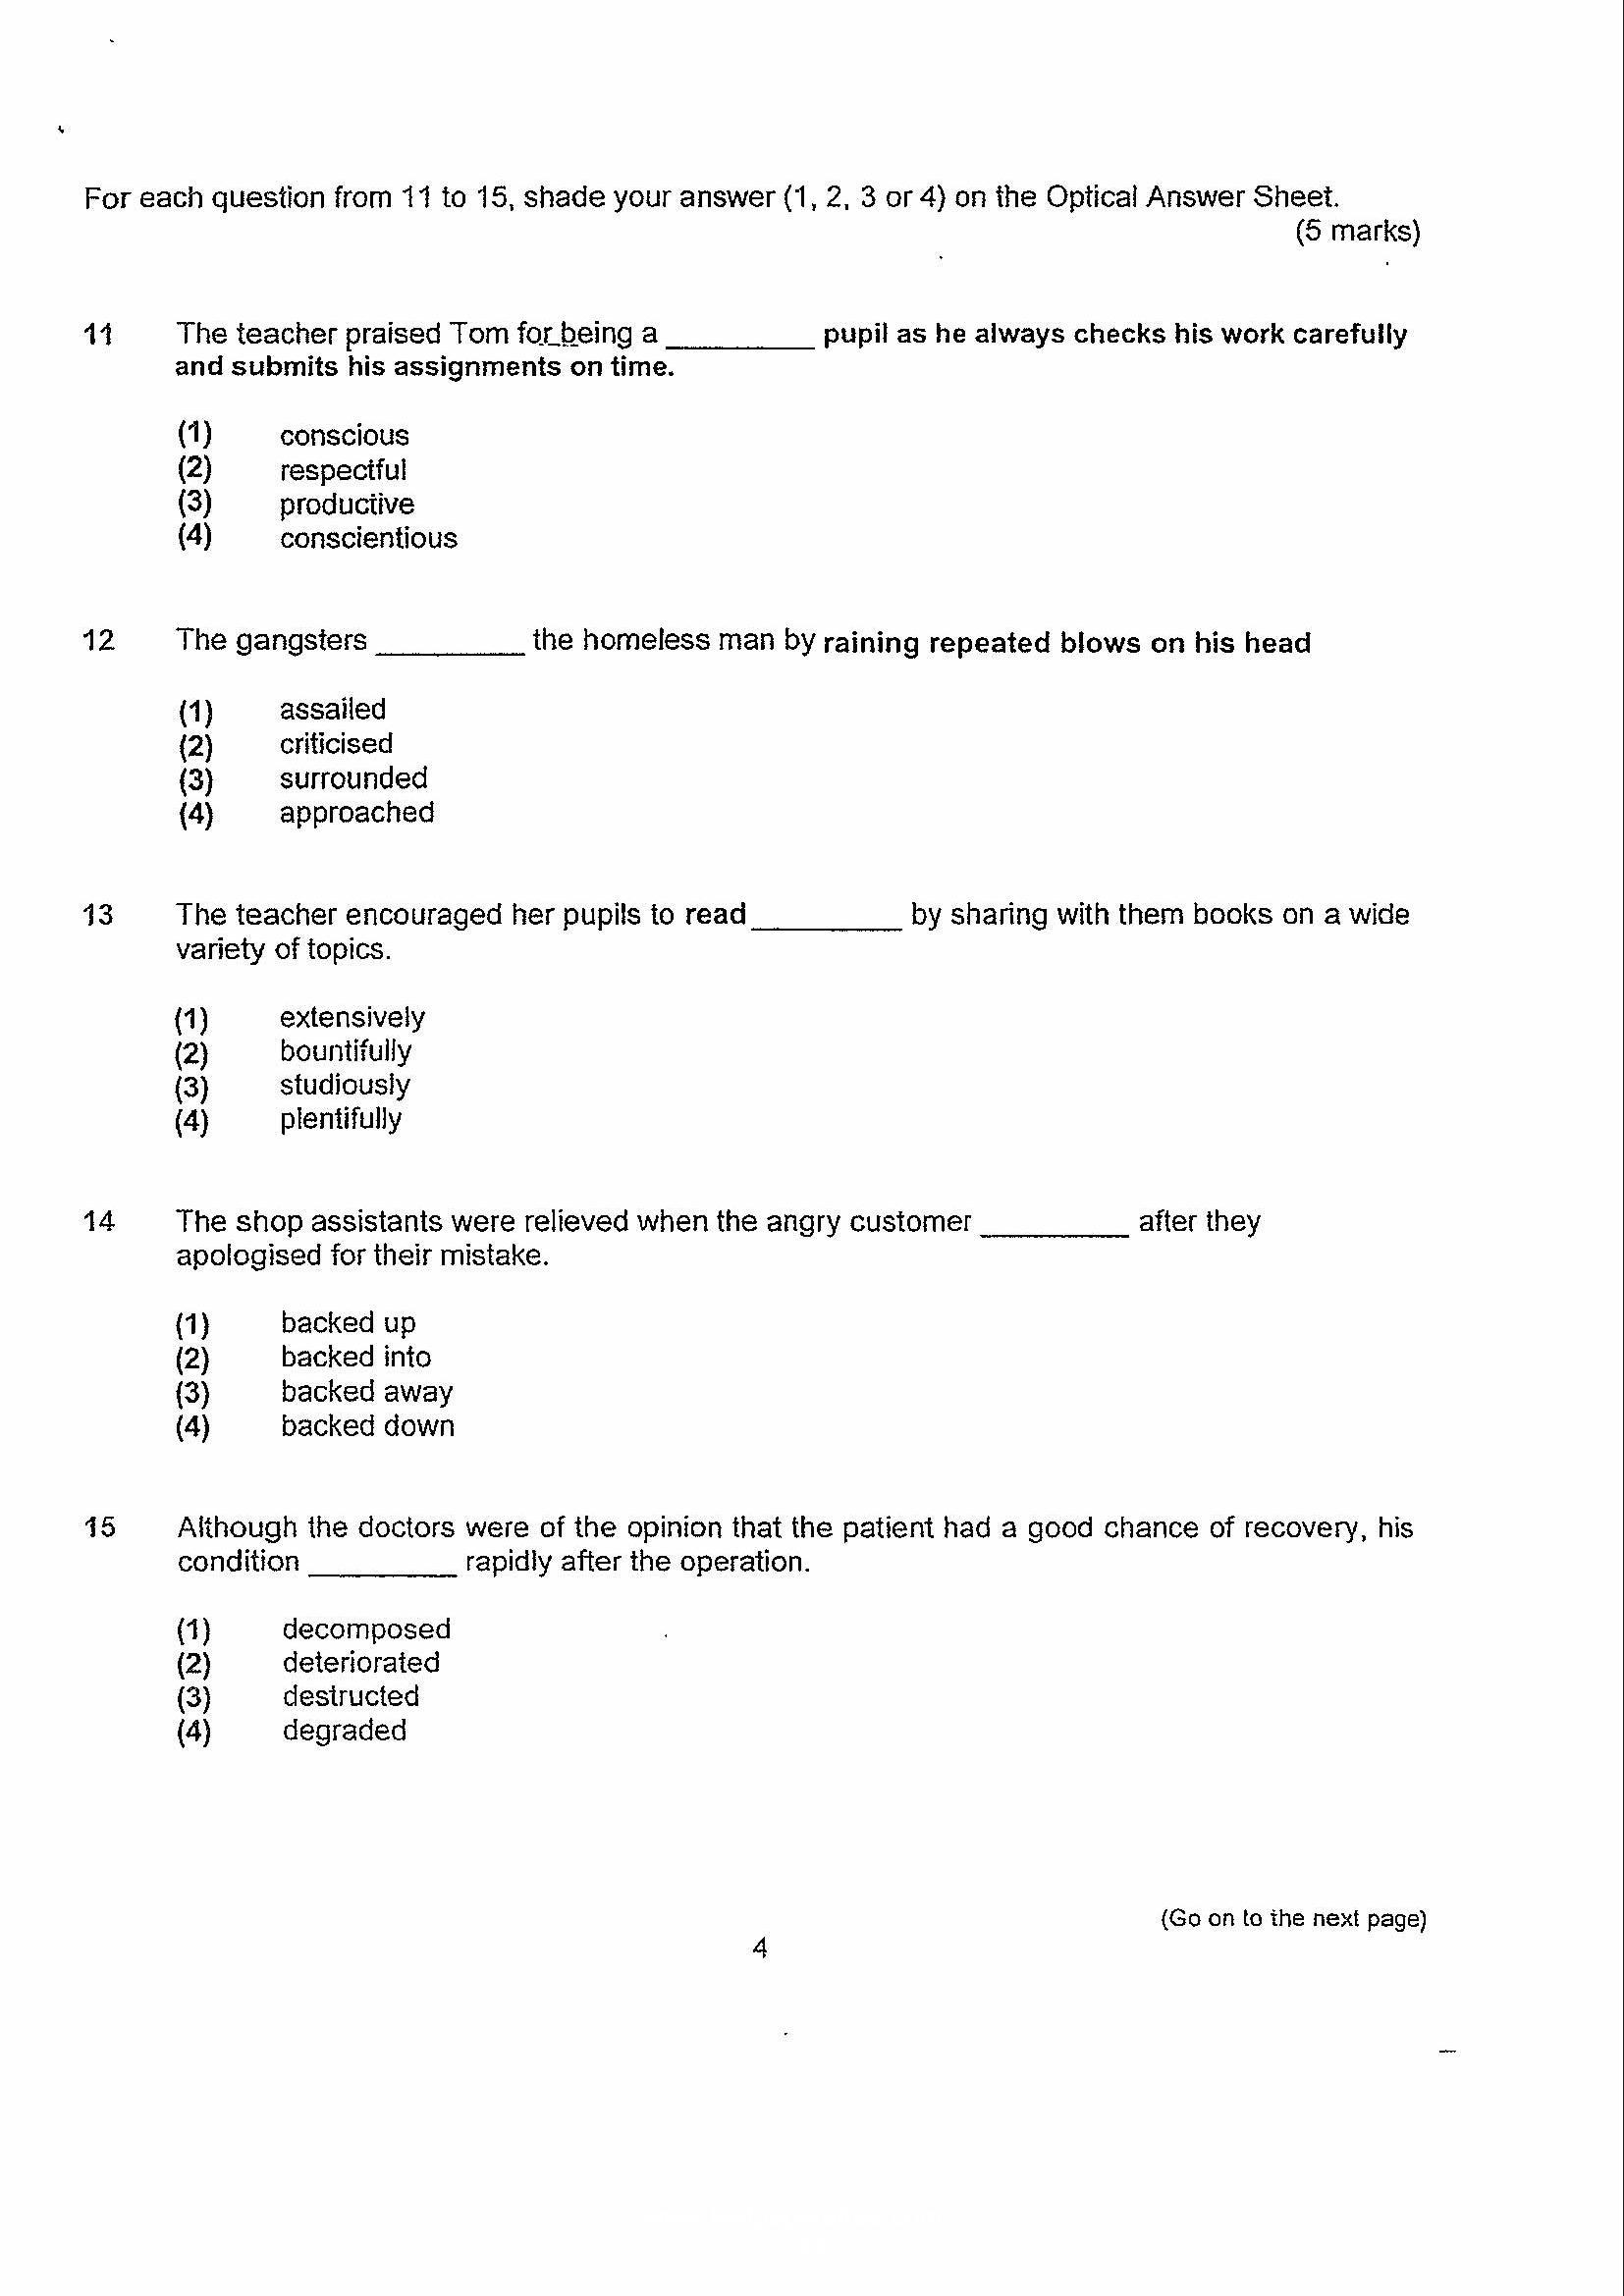 For each question from 11 to 15, shade your answer (1, 2, 3 or 4) on the Optical Answer Sheet.
(5 marks)
11 The teacher praised Tom for being a __________ pupil as he always checks his work carefully
and submits his assignments on time.
(1) conscious
(2) respectful
(3) productive
(4) conscientious
12 The gangsters __________ the homeless man by raining repeated blows on his head
(1) assailed
(2) criticised
(3) surrounded
(4) approached
13 The teacher encouraged her pupils to read __________ by sharing with them books on a wide
variety of topics.
(1) extensively
(2) bountifully
(3) studiously
(4) plentifully
14 The shop assistants were relieved when the angry customer __________ after they
apologised for their mistake.
(1) backed up
(2) backed into
(3) backed away
(4) backed down
15 Although the doctors were of the opinion that the patient had a good chance of recovery, his
condition __________ rapidly after the operation.
(1) decomposed
(2) deteriorated
(3) destructed
(4) degraded
(Go on to the next page)
4